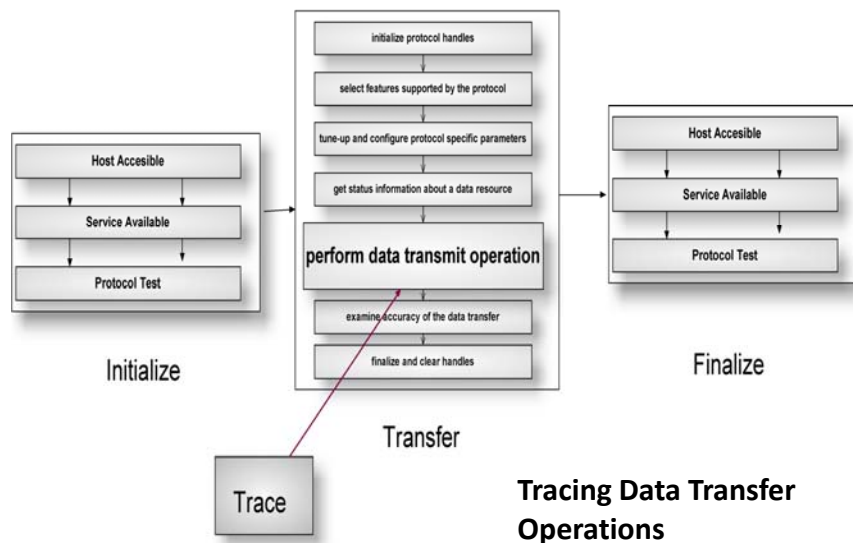 Host Accesible
Service Available
Protocol Test
Initialize
initialize protocol handles
select features supported by the protocol
tune-up and configure protocol specific parameters
get status information about a data resource
perform data transmit operation
examine accuracy of the data transfer
finalize and clear handles
Transfer
Host Accesible
Service Available
Protocol Test
Finalize
Trace
Tracing Data Transfer
Operations